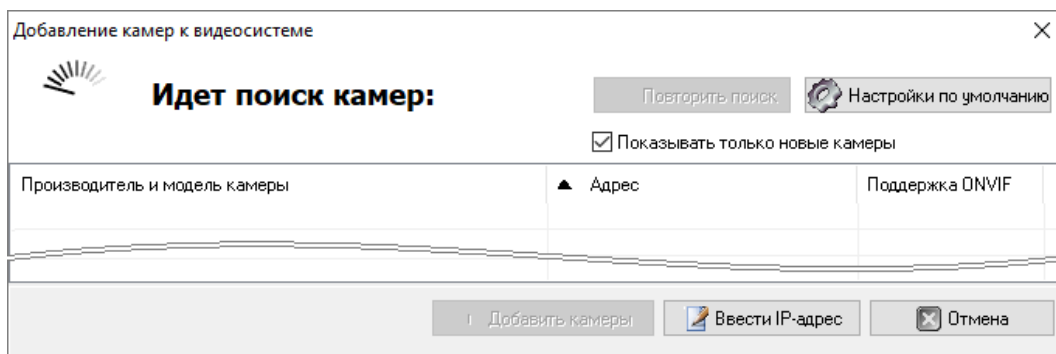 Добавление камер к видеосистеме
Идет поиск камер:
Повторить поиск
Настройки по умолчанию
Показывать только новые камеры
Производитель и модель камеры Адрес Поддержка ONVIF
Добавить камеры Ввести IP-адрес Отмена